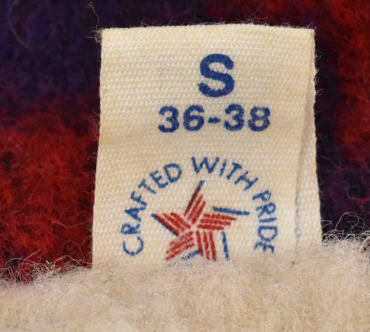 S
36-38
CRAFTED WITH PRIDE